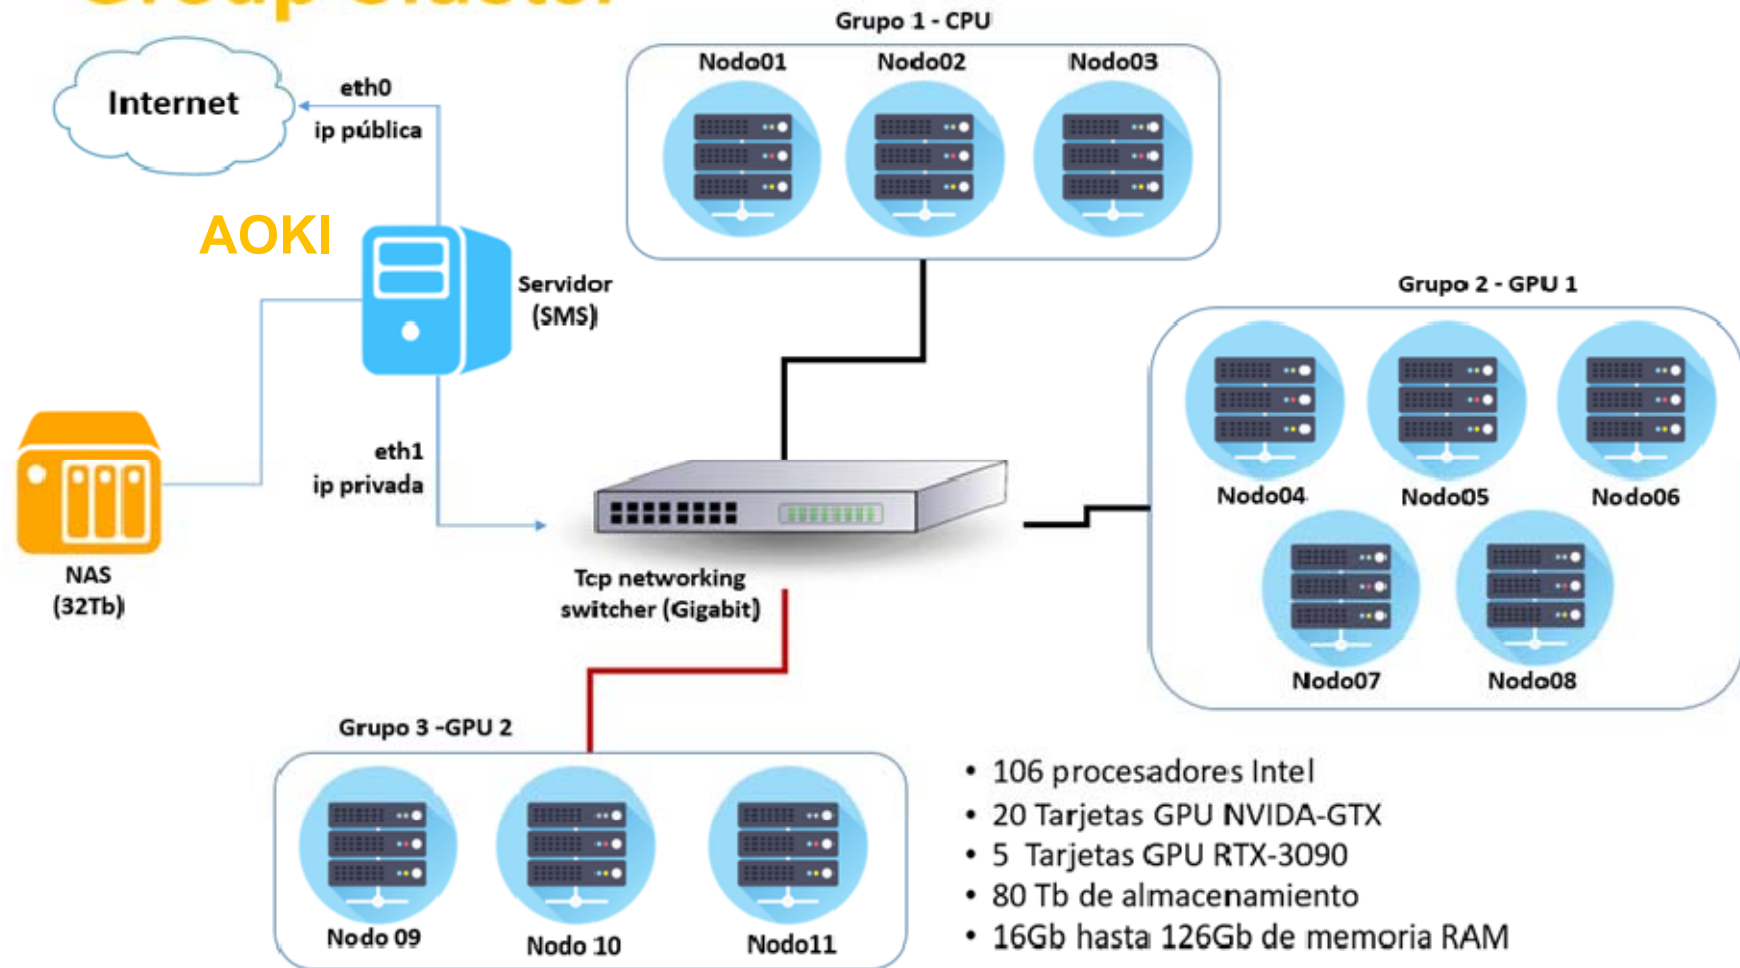 Group Cluster
Grupo 1 - CPU
Nodo01
Nodo02
Nodo03
Internet
eth0
ip pública
AOKI
Servidor
(SMS)
Grupo 2 - GPU 1
Nodo04
Nodo05
Nodo06
Nodo07
Nodo08
eth1
ip privada
NAS
(32Tb)
Tcp networking
switcher (Gigabit)
Grupo 3 -GPU 2
Nodo 09
Nodo 10
Nodo11
• 106 procesadores Intel
• 20 Tarjetas GPU NVIDA-GTX
• 5 Tarjetas GPU RTX-3090
• 80 Tb de almacenamiento
• 16Gb hasta 126Gb de memoria RAM